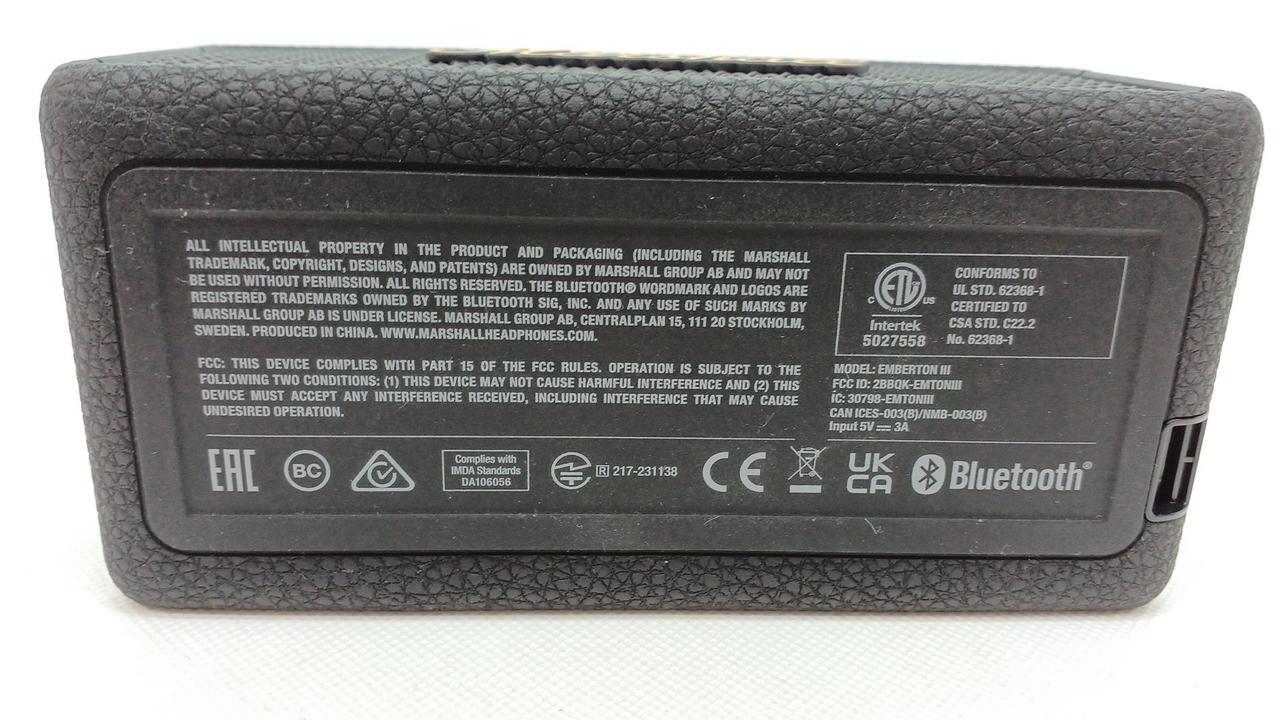 Marshall
ALL INTELLECTUAL PROPERTY IN THE PRODUCT AND PACKAGING (INCLUDING THE MARSHALL
TRADEMARK, COPYRIGHT, DESIGNS, AND PATENTS) ARE OWNED BY MARSHALL GROUP AB AND MAY NOT
BE USED WITHOUT PERMISSION. ALL RIGHTS RESERVED. THE BLUETOOTH® WORDMARK AND LOGOS ARE
REGISTERED TRADEMARKS OWNED BY THE BLUETOOTH SIG, INC. AND ANY USE OF SUCH MARKS BY
MARSHALL GROUP AB IS UNDER LICENSE. MARSHALL GROUP AB, CENTRALPLAN 15, 111 20 STOCKHOLM,
SWEDEN. PRODUCED IN CHINA. WWW.MARSHALLHEADPHONES.COM.
FCC: THIS DEVICE COMPLIES WITH PART 15 OF THE FCC RULES. OPERATION IS SUBJECT TO THE
FOLLOWING TWO CONDITIONS: (1) THIS DEVICE MAY NOT CAUSE HARMFUL INTERFERENCE AND (2) THIS
DEVICE MUST ACCEPT ANY INTERFERENCE RECEIVED, INCLUDING INTERFERENCE THAT MAY CAUSE
UNDESIRED OPERATION.
C ETL US
Intertek
5027558
CONFORMS TO
UL STD. 62368-1
CERTIFIED TO
CSA STD. C22.2
No. 62368-1
MODEL: EMBERTON III
FCC ID: 2BBQK-EMTONIII
IC: 30798-EMTONIII
CAN ICES-003(B)/NMB-003(B)
Input 5V ⎓ 3A
EAC
BC
Complies with
IMDA Standards
DA106056
R 217-231138
CE
UK
CA
Bluetooth®